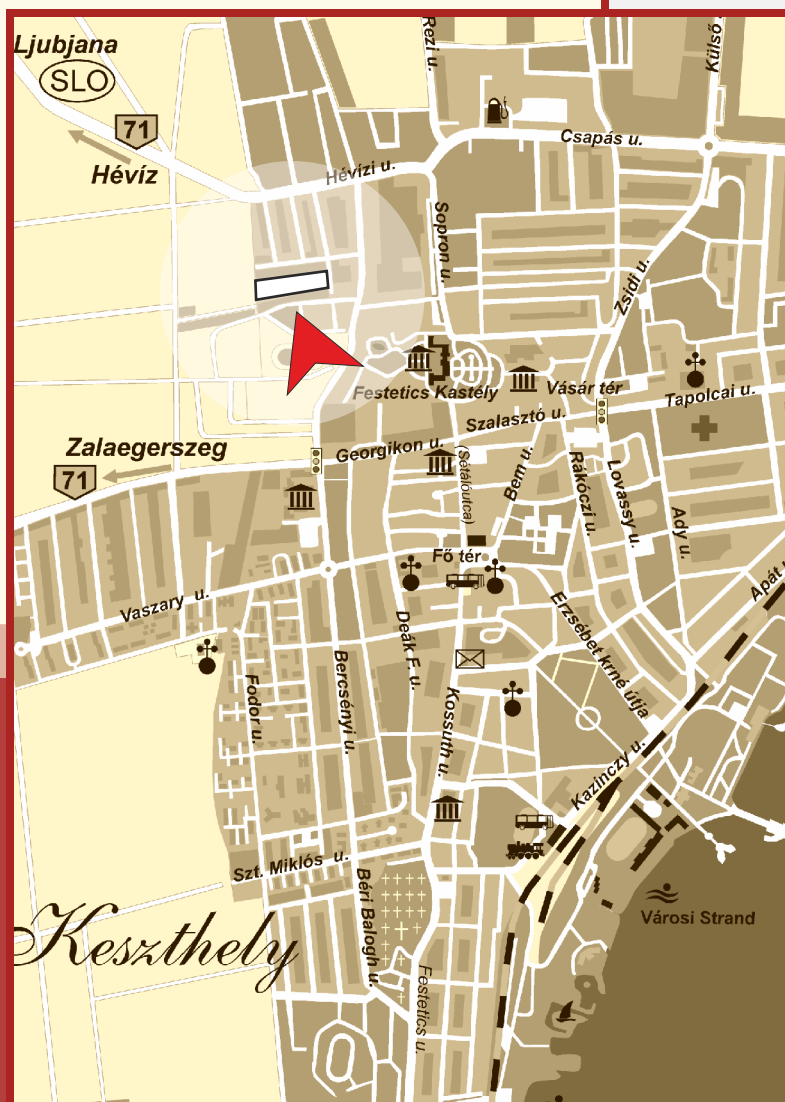 Ljubjana
SLO
71
Hévíz
Rezi u.
Külső
Csapás u.
Hévízi u.
Sopron u.
Zsidi u.
Festetics Kastély
Vásár tér
Tapolcai u.
Szalasztó u.
Georgikon u.
Zalaegerszeg
71
(Sétálóutca)
Bem u.
Rákóczi u.
Lovassy u.
Ady u.
Fő tér
Vaszary u.
Apát u
Erzsébet krné útja
Deák F. u.
Bercsényi u.
Fodor u.
Kossuth u.
Kazinczy u.
Szt. Miklós u.
Béri Balogh u.
Városi Strand
Keszthely
Festetics u.